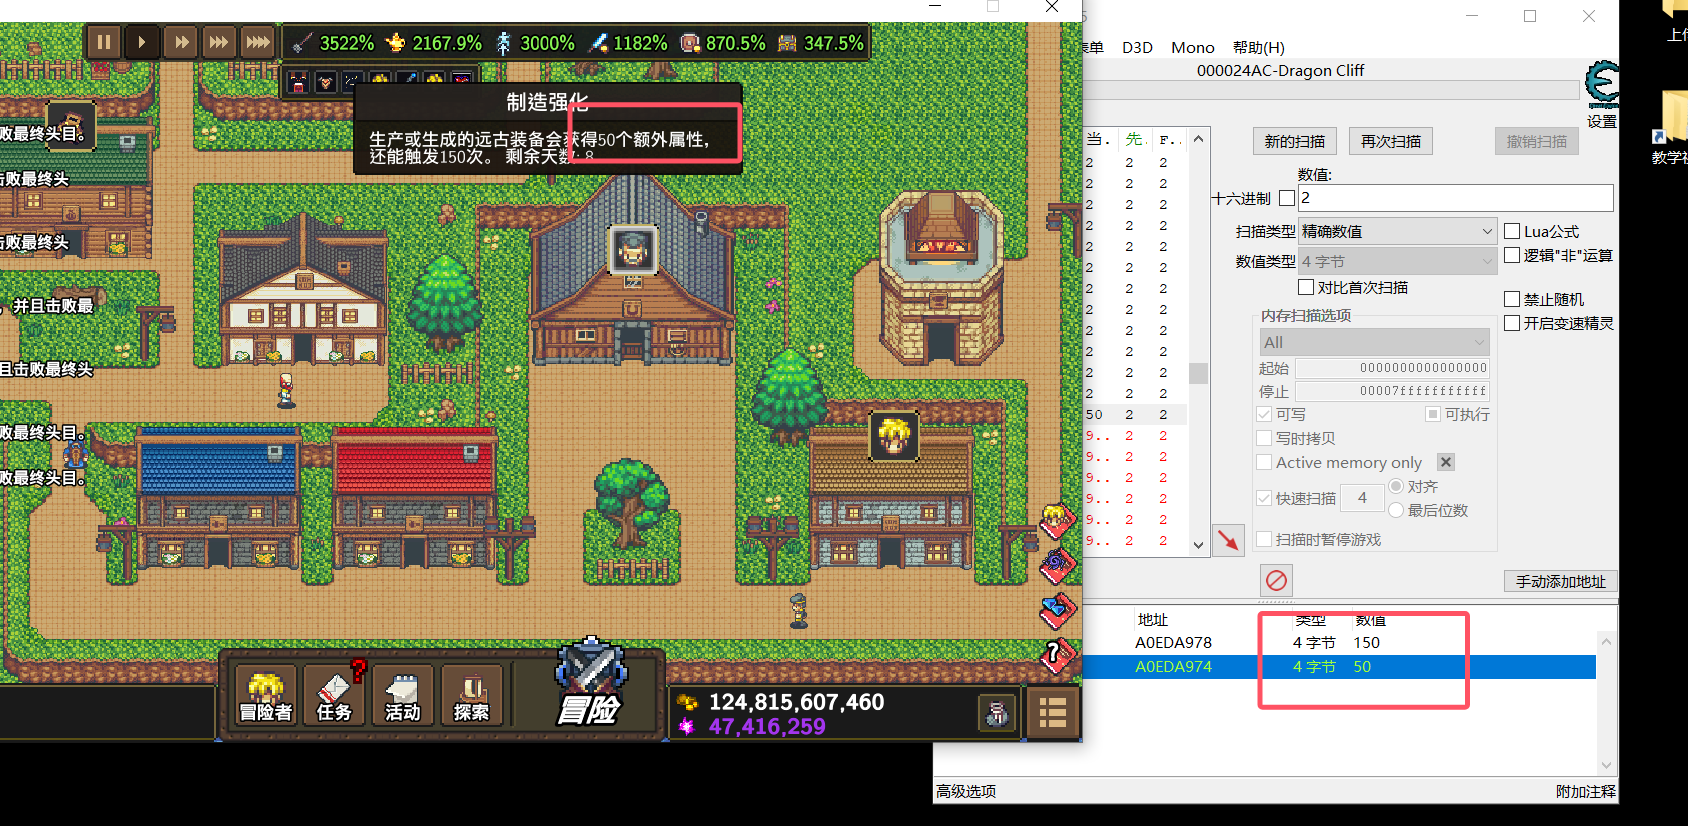 3522% 2167.9% 3000% 1182% 870.5% 347.5%
制造强化
生产或生成的远古装备会获得50个额外属性，
还能触发150次。 剩余天数: 8
败最终头目。
击败最终头
击败最终头
，并且击败最
且击败最终头
败最终头目。
败最终头目。
冒险者
任务
?
活动
探索
冒险
124,815,607,460
47,416,259
?
5
表单 D3D Mono 帮助(H)
000024AC-Dragon Cliff
设置
当. 先. F..
2 2 2
2 2 2
2 2 2
2 2 2
2 2 2
2 2 2
2 2 2
2 2 2
2 2 2
2 2 2
2 2 2
2 2 2
50 2 2
9.. 2 2
9.. 2 2
9.. 2 2
9.. 2 2
9.. 2 2
9.. 2 2
新的扫描 再次扫描 撤销扫描
数值:
十六进制 2
扫描类型 精确数值
Lua公式
数值类型 4 字节
逻辑"非"运算
对比首次扫描
禁止随机
内存扫描选项
开启变速精灵
All
起始 0000000000000000
停止 00007fffffffffff
可写 可执行
写时拷贝
Active memory only
快速扫描 4 对齐
最后位数
扫描时暂停游戏
手动添加地址
地址 类型 数值
A0EDA978 4 字节 150
A0EDA974 4 字节 50
高级选项 附加注释
上传
教学视